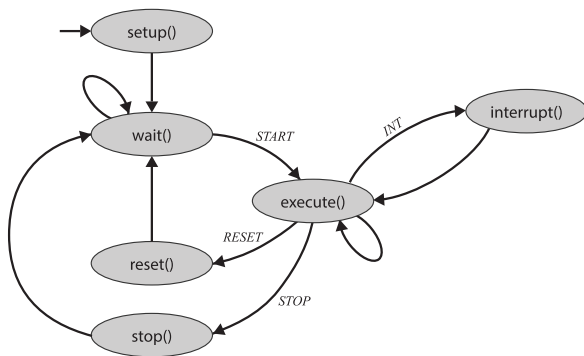 setup()
wait()
START
INT
interrupt()
execute()
RESET
reset()
STOP
stop()